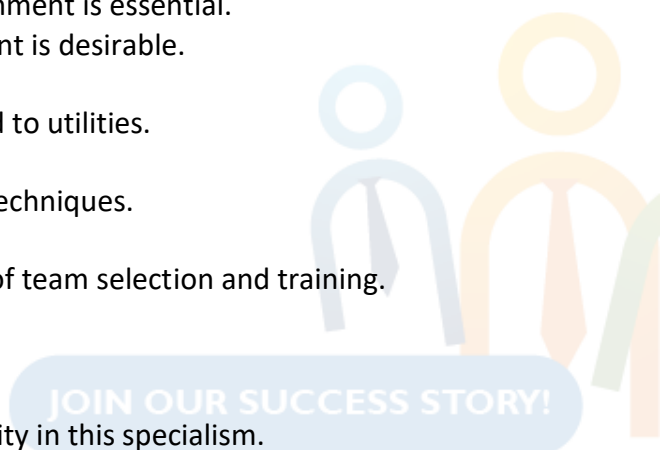 nment is essential.
nt is desirable.
d to utilities.
echniques.
of team selection and training.
JOIN OUR SUCCESS STORY!
ity in this specialism.